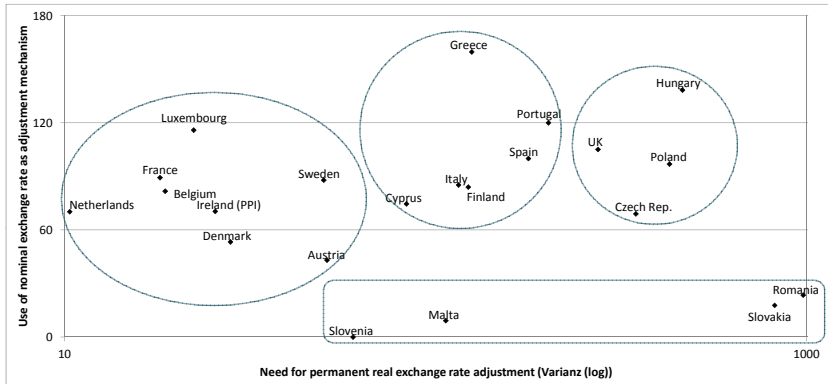 180
Use of nominal exchange rate as adjustment mechanism
Greece
Hungary
120
Luxembourg
Portugal
UK
Spain
Poland
France
Sweden
Italy
Belgium
Finland
Netherlands
Ireland (PPI)
Cyprus
Czech Rep.
60
Denmark
Austria
Romania
Malta
Slovakia
Slovenia
0
10
1000
Need for permanent real exchange rate adjustment (Varianz (log))